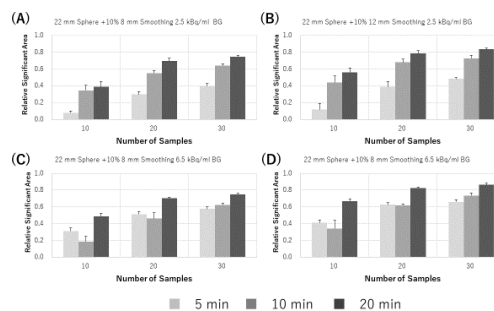 (A) 22 mm Sphere +10% 8 mm Smoothing 2.5 kBq/ml BG
Relative Significant Area
1.0
0.8
0.6
0.4
0.2
0.0
10 20 30
Number of Samples
(B) 22 mm Sphere +10% 12 mm Smoothing 2.5 kBq/ml BG
Relative Significant Area
1.0
0.8
0.6
0.4
0.2
0.0
10 20 30
Number of Samples
(C) 22 mm Sphere +10% 8 mm Smoothing 6.5 kBq/ml BG
Relative Significant Area
1.0
0.8
0.6
0.4
0.2
0.0
10 20 30
Number of Samples
(D) 22 mm Sphere +10% 8 mm Smoothing 6.5 kBq/ml BG
Relative Significant Area
1.0
0.8
0.6
0.4
0.2
0.0
10 20 30
Number of Samples
5 min 10 min 20 min